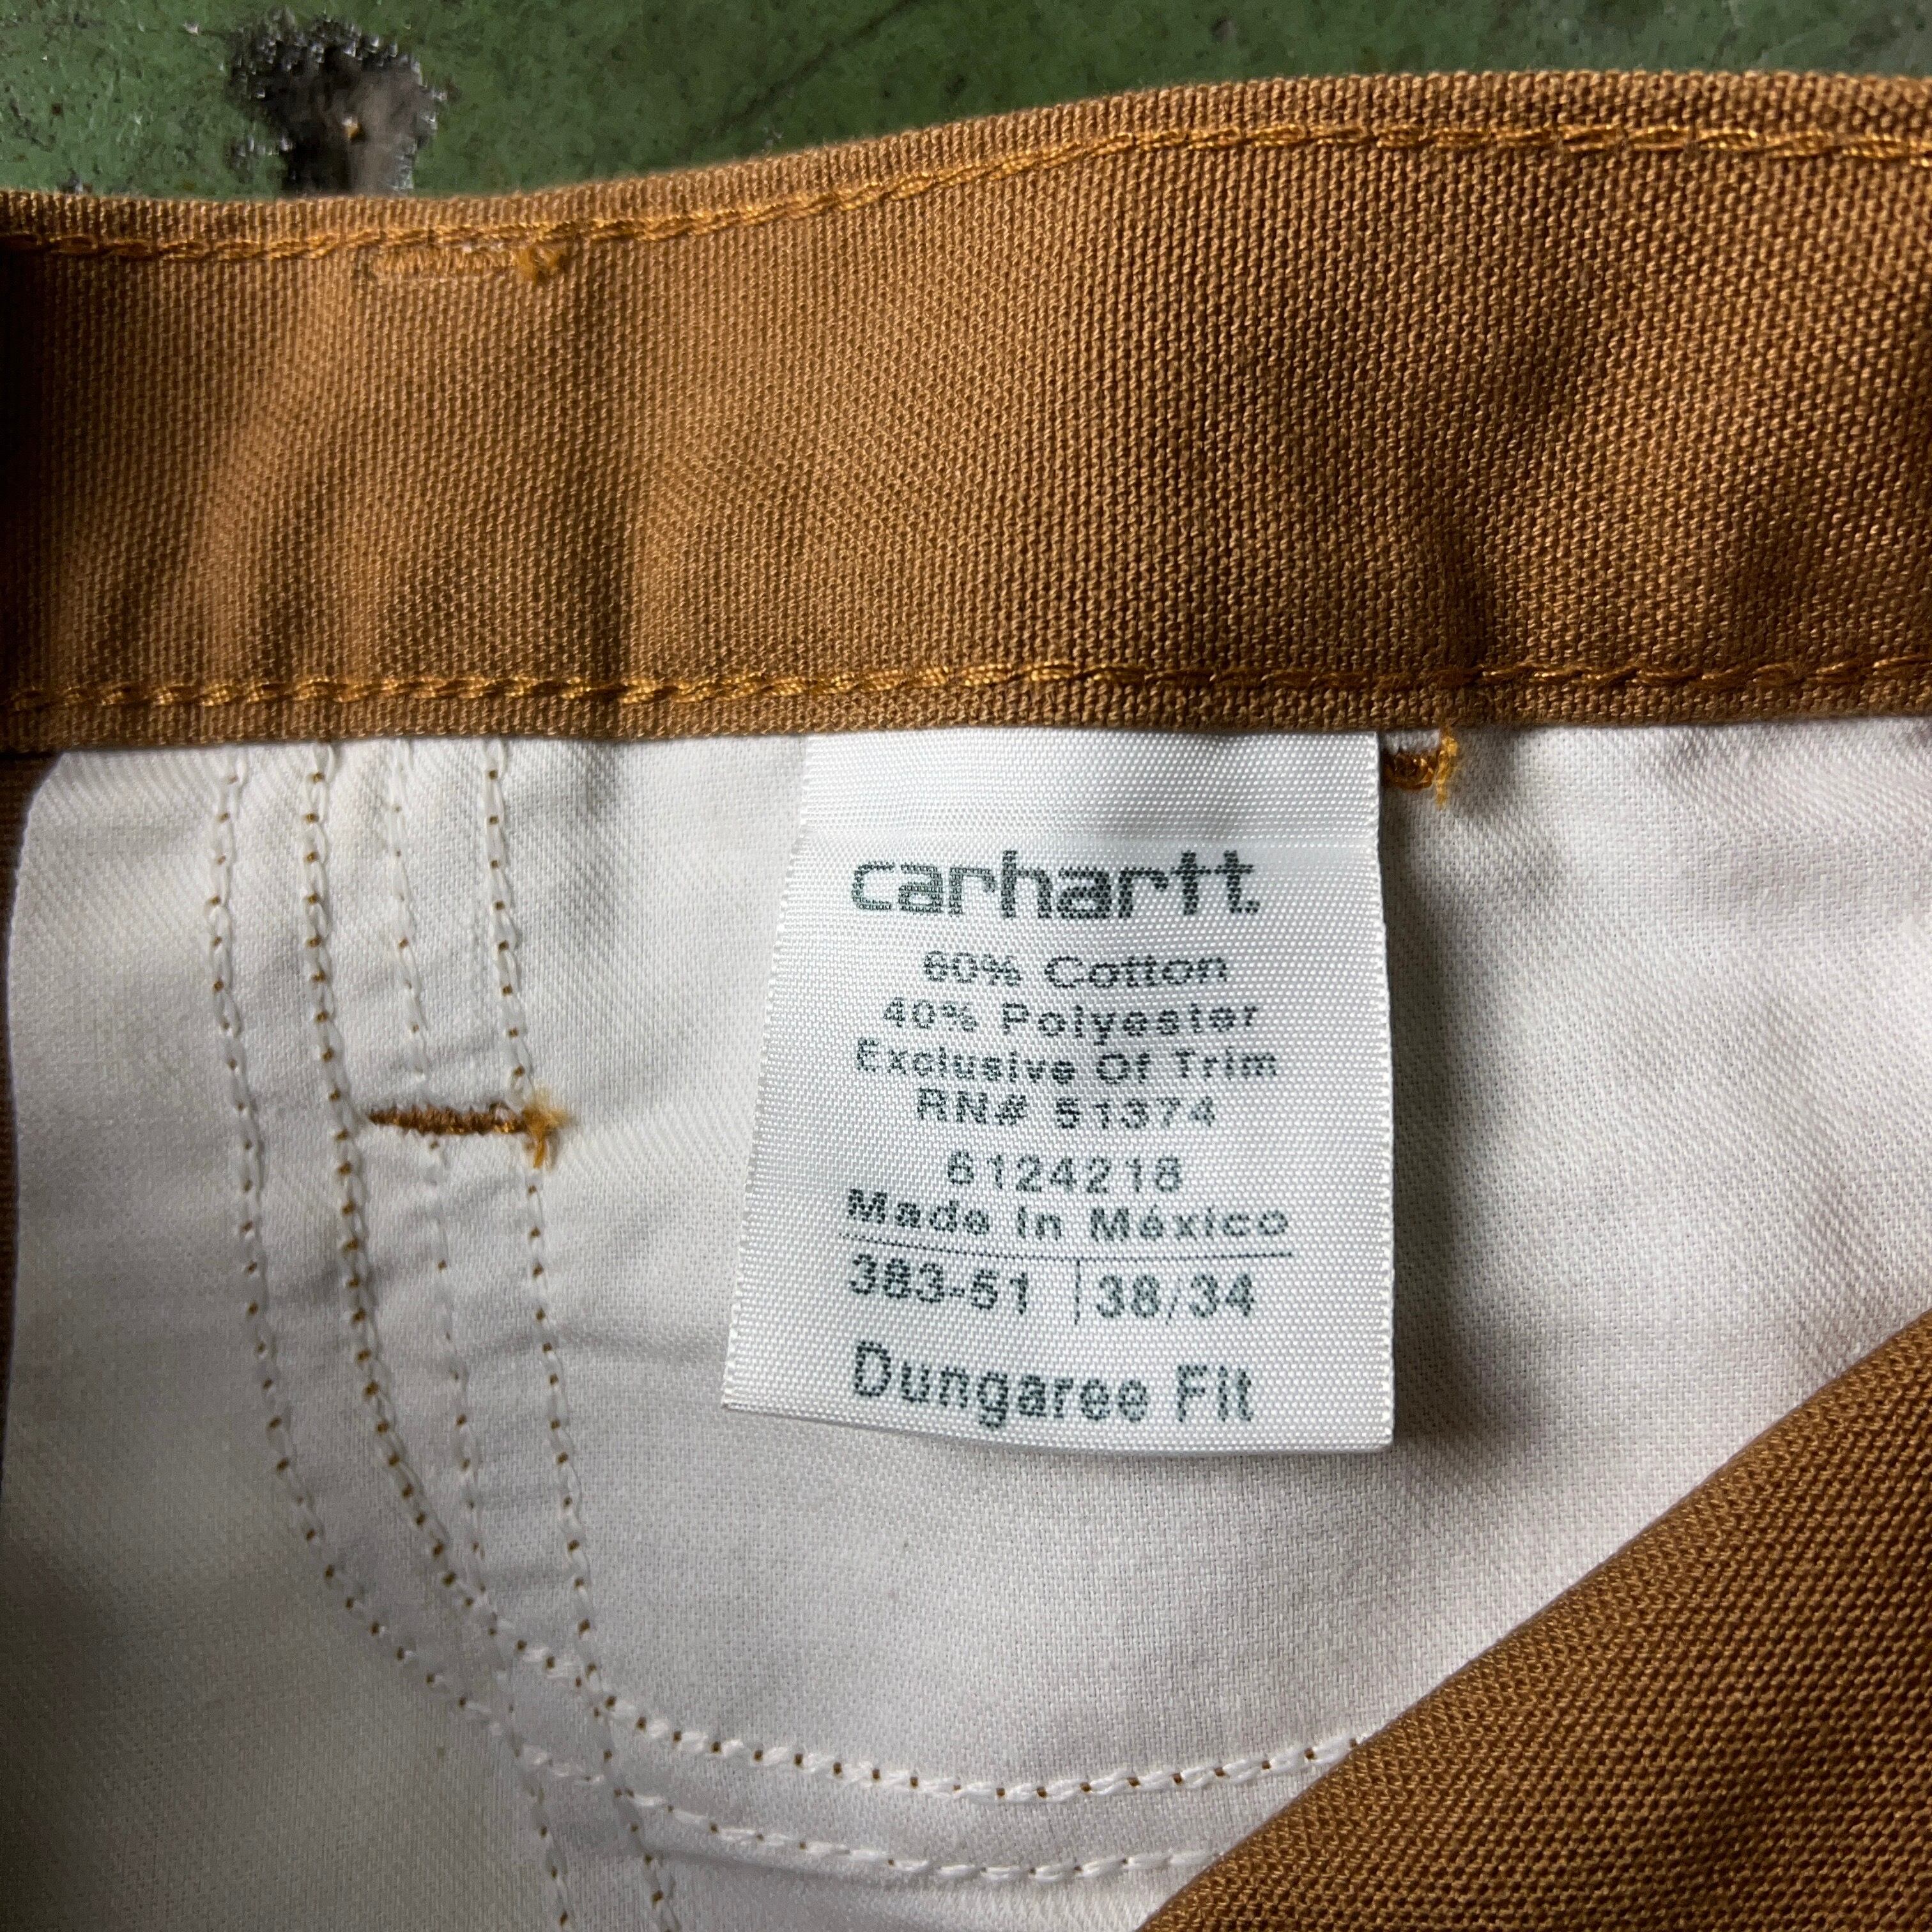 carhartt.
60% Cotton
40% Polyester
Exclusive Of Trim
RN# 51374
6124218
Made in México
383-51 | 38/34
Dungaree Fit